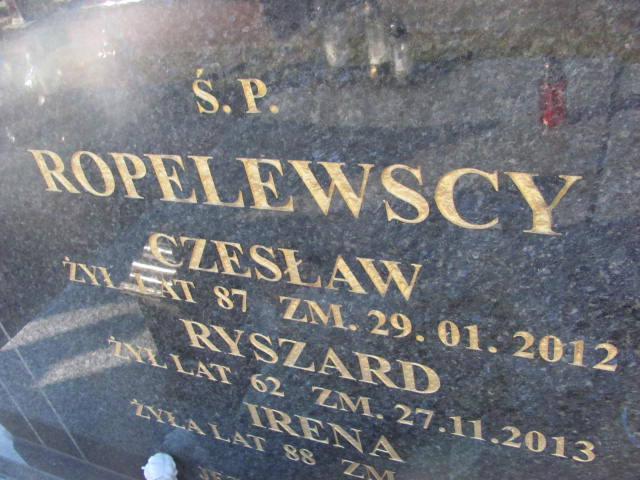 Ś.P.
ROPELEWSCY
CZESŁAW
ŻYŁ LAT 87 ZM. 29. 01. 2012
RYSZARD
ŻYŁ LAT 62 ZM. 27.11.2013
IRENA
ŻYŁA LAT 88 ZM